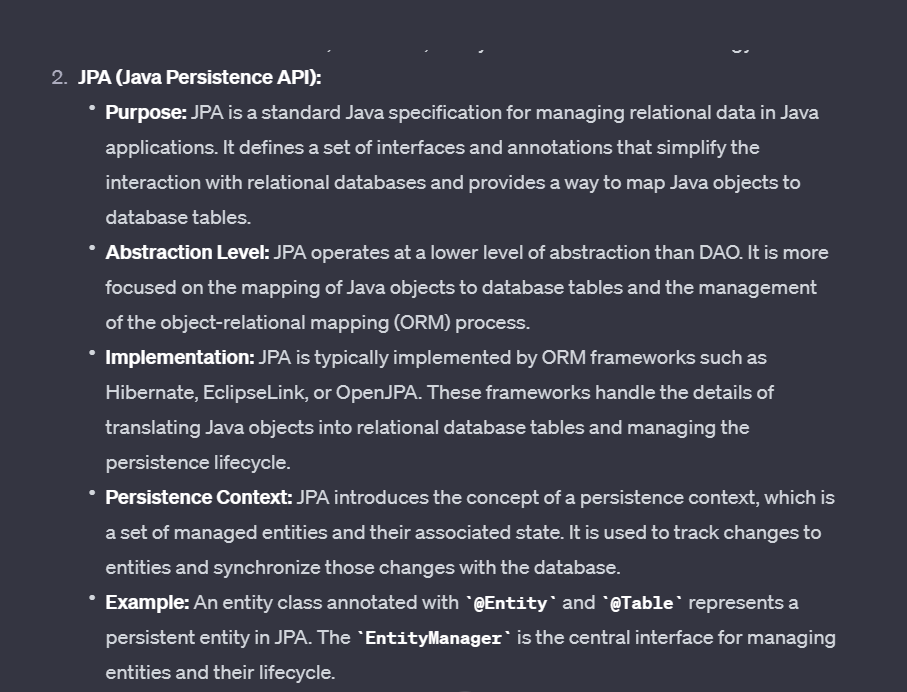 2. JPA (Java Persistence API):
• Purpose: JPA is a standard Java specification for managing relational data in Java
applications. It defines a set of interfaces and annotations that simplify the
interaction with relational databases and provides a way to map Java objects to
database tables.
• Abstraction Level: JPA operates at a lower level of abstraction than DAO. It is more
focused on the mapping of Java objects to database tables and the management
of the object-relational mapping (ORM) process.
• Implementation: JPA is typically implemented by ORM frameworks such as
Hibernate, EclipseLink, or OpenJPA. These frameworks handle the details of
translating Java objects into relational database tables and managing the
persistence lifecycle.
• Persistence Context: JPA introduces the concept of a persistence context, which is
a set of managed entities and their associated state. It is used to track changes to
entities and synchronize those changes with the database.
• Example: An entity class annotated with `@Entity` and `@Table` represents a
persistent entity in JPA. The `EntityManager` is the central interface for managing
entities and their lifecycle.